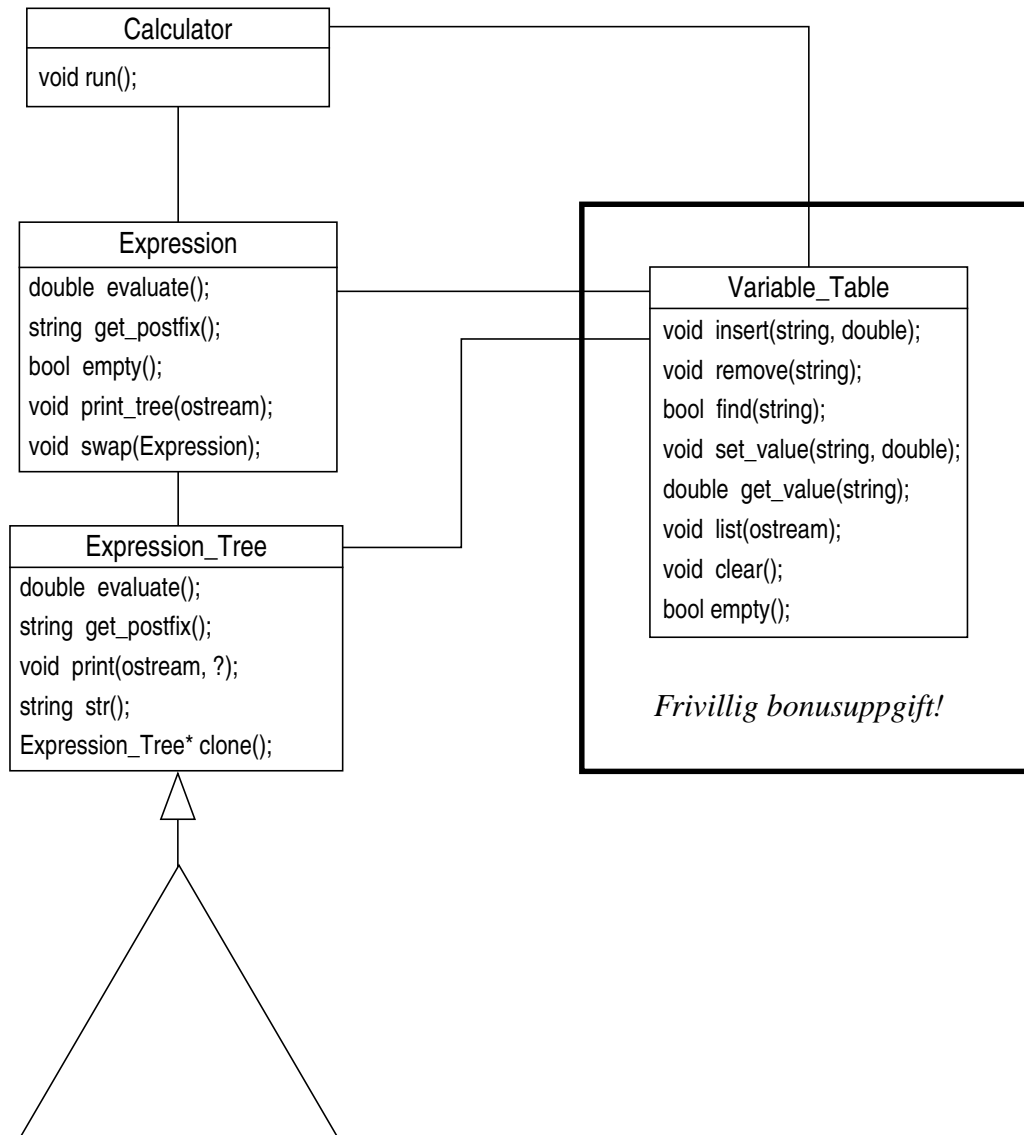 Calculator
void run();
Expression
double evaluate();
string get_postfix();
bool empty();
void print_tree(ostream);
void swap(Expression);
Variable_Table
void insert(string, double);
void remove(string);
bool find(string);
void set_value(string, double);
double get_value(string);
void list(ostream);
void clear();
bool empty();
Frivillig bonusuppgift!
Expression_Tree
double evaluate();
string get_postfix();
void print(ostream, ?);
string str();
Expression_Tree* clone();